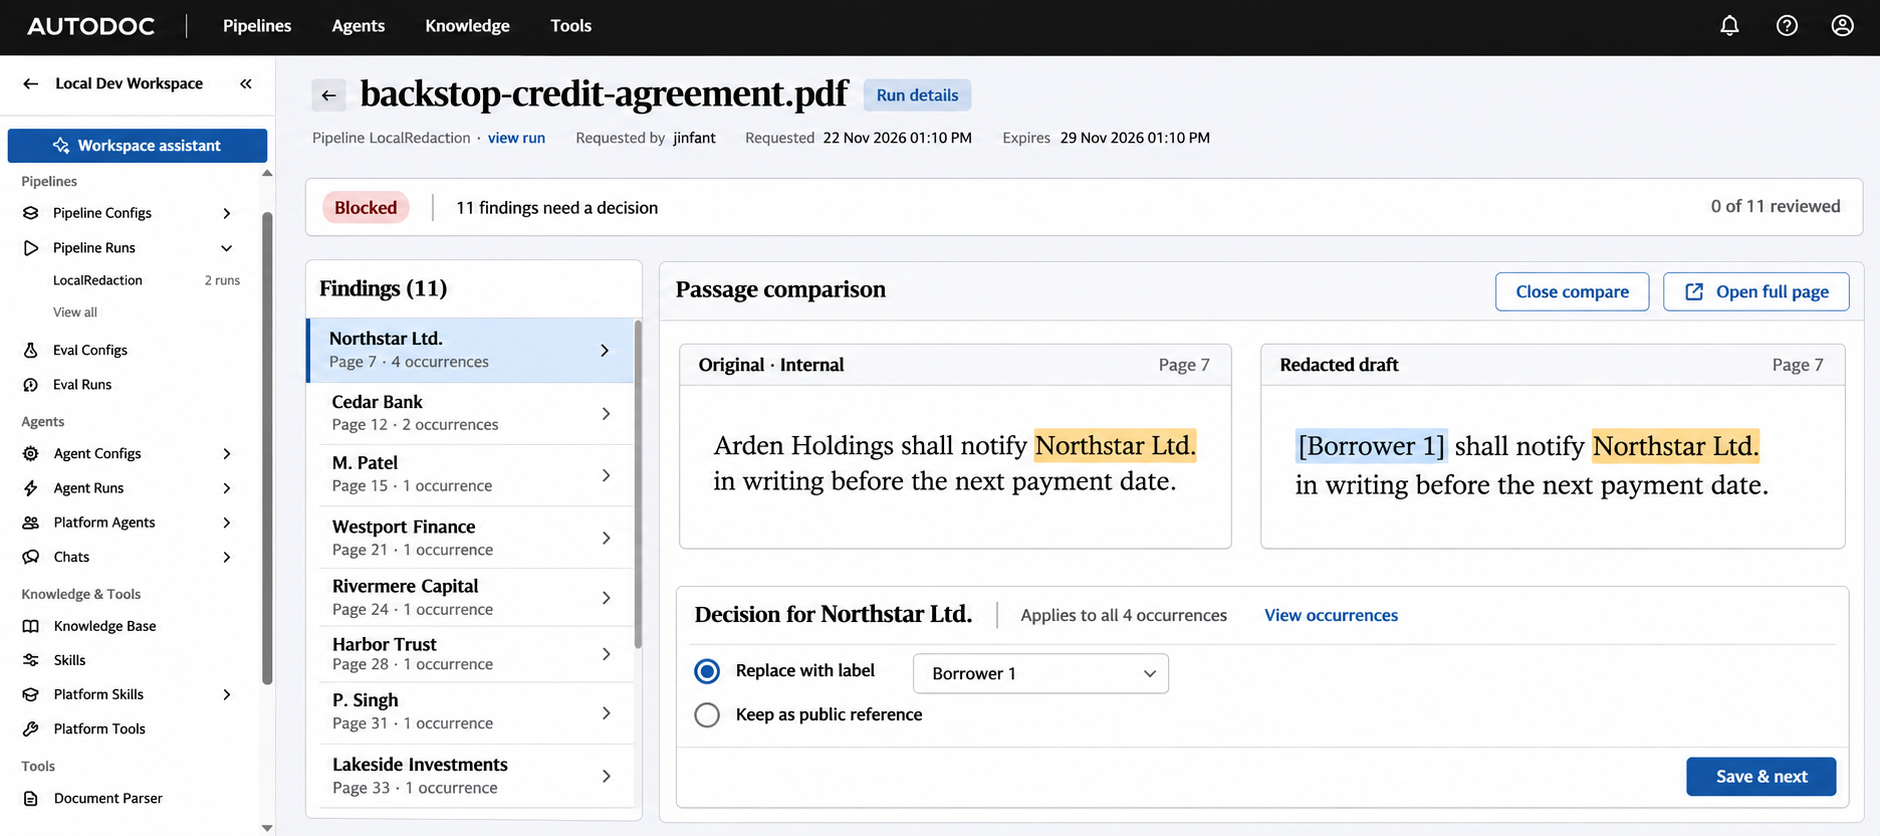 AUTODOC
Pipelines
Agents
Knowledge
Tools
Local Dev Workspace
Workspace assistant
Pipelines
Pipeline Configs
Pipeline Runs
LocalRedaction 2 runs
View all
Eval Configs
Eval Runs
Agents
Agent Configs
Agent Runs
Platform Agents
Chats
Knowledge & Tools
Knowledge Base
Skills
Platform Skills
Platform Tools
Tools
Document Parser
backstop-credit-agreement.pdf
Run details
Pipeline LocalRedaction · view run Requested by jinfant Requested 22 Nov 2026 01:10 PM Expires 29 Nov 2026 01:10 PM
Blocked
11 findings need a decision
0 of 11 reviewed
Findings (11)
Northstar Ltd.
Page 7 · 4 occurrences
Cedar Bank
Page 12 · 2 occurrences
M. Patel
Page 15 · 1 occurrence
Westport Finance
Page 21 · 1 occurrence
Rivermere Capital
Page 24 · 1 occurrence
Harbor Trust
Page 28 · 1 occurrence
P. Singh
Page 31 · 1 occurrence
Lakeside Investments
Page 33 · 1 occurrence
Passage comparison
Close compare
Open full page
Original · Internal Page 7
Arden Holdings shall notify Northstar Ltd.
in writing before the next payment date.
Redacted draft Page 7
[Borrower 1] shall notify Northstar Ltd.
in writing before the next payment date.
Decision for Northstar Ltd.
Applies to all 4 occurrences
View occurrences
Replace with label
Borrower 1
Keep as public reference
Save & next